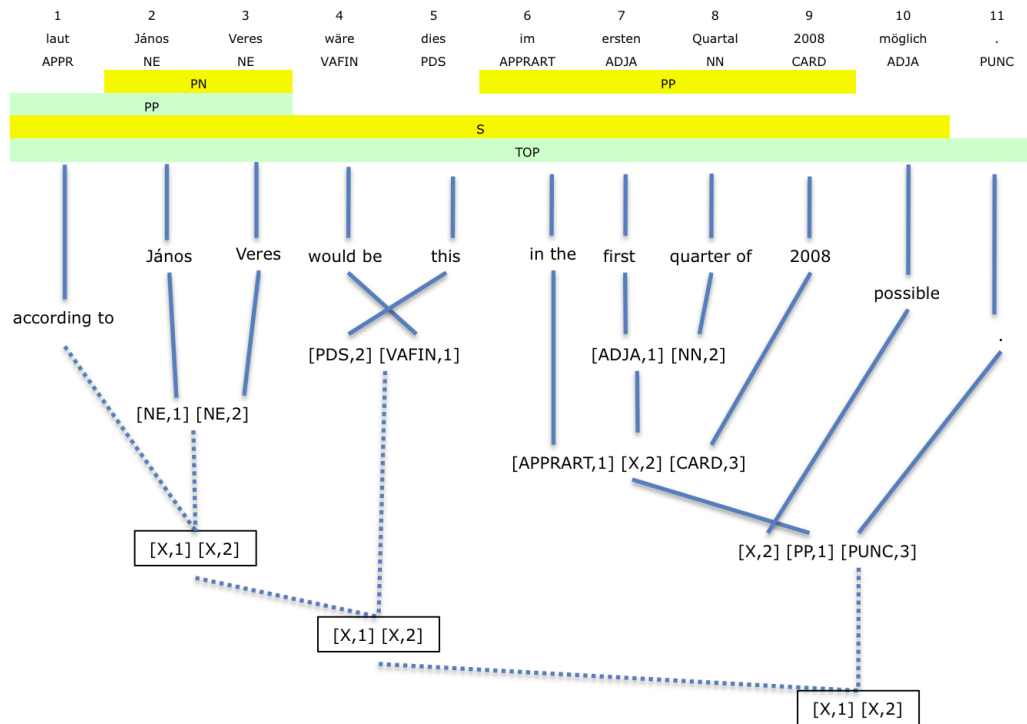 1 2 3 4 5 6 7 8 9 10 11
laut János Veres wäre dies im ersten Quartal 2008 möglich .
APPR NE NE VAFIN PDS APPRART ADJA NN CARD ADJA PUNC
PN PP
PP
S
TOP
János Veres would be this in the first quarter of 2008
possible
according to
.
[PDS,2] [VAFIN,1] [ADJA,1] [NN,2]
[NE,1] [NE,2]
[APPRART,1] [X,2] [CARD,3]
[X,1] [X,2] [X,2] [PP,1] [PUNC,3]
[X,1] [X,2]
[X,1] [X,2]